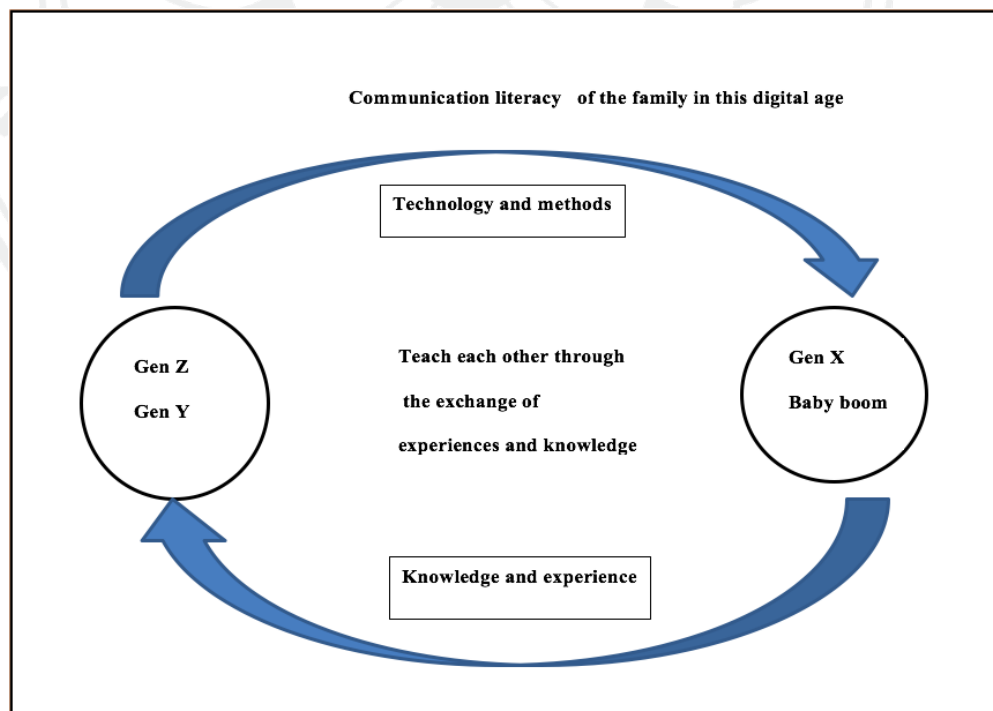 Communication literacy of the family in this digital age
Technology and methods
Gen Z
Gen Y
Teach each other through
the exchange of
experiences and knowledge
Gen X
Baby boom
Knowledge and experience